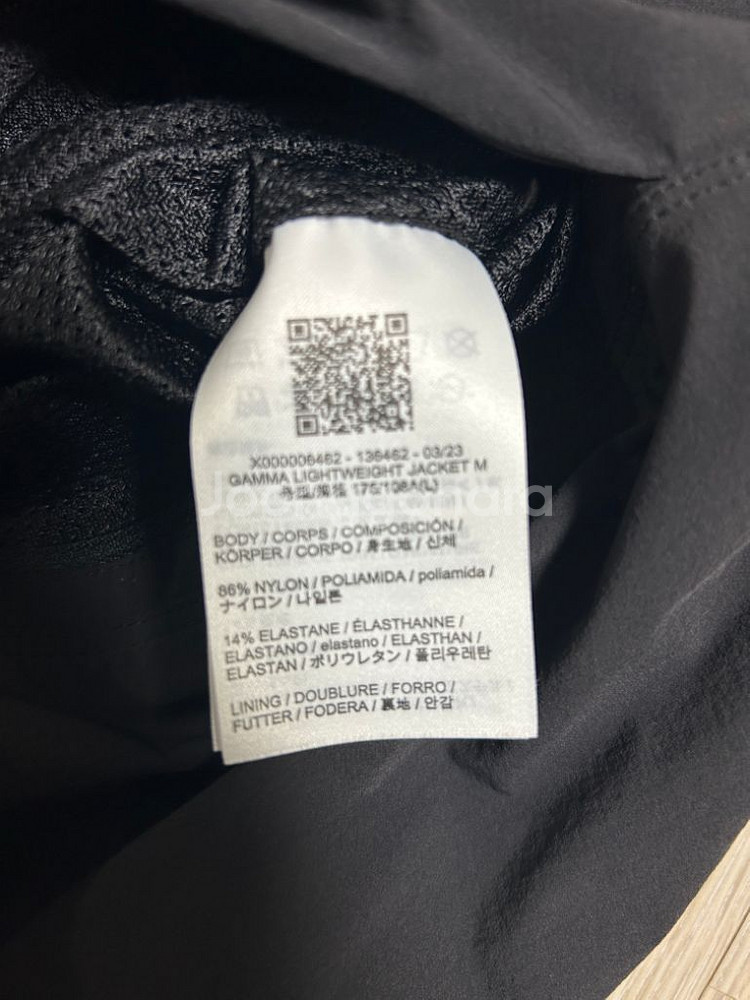 X000006462 - 136462 - 03/23
GAMMA LIGHTWEIGHT JACKET M
175/108A(L)
BODY / CORPS / COMPOSICIÓN /
KÖRPER / CORPO / 身生地 / 신체
86% NYLON / POLIAMIDA / poliamida /
ナイロン / 나일론
14% ELASTANE / ÉLASTHANNE /
ELASTANO / elastano / ELASTHAN /
ELASTAN / ポリウレタン / 폴리우레탄
LINING / DOUBLURE / FORRO /
FUTTER / FODERA / 裏地 / 안감